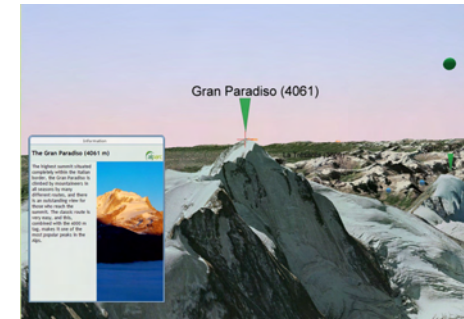 Gran Paradiso (4061)
Information
The Gran Paradiso (4061 m)
The highest summit situated
completely within the Italian
border, the Gran Paradiso is
climbed by mountaineers in
all seasons by many
different routes, and there
is an outstanding view for
those who reach the
summit. The classic route is
very easy, and this,
combined with the
tag, makes it one of the
most popular peaks in the
Alps.